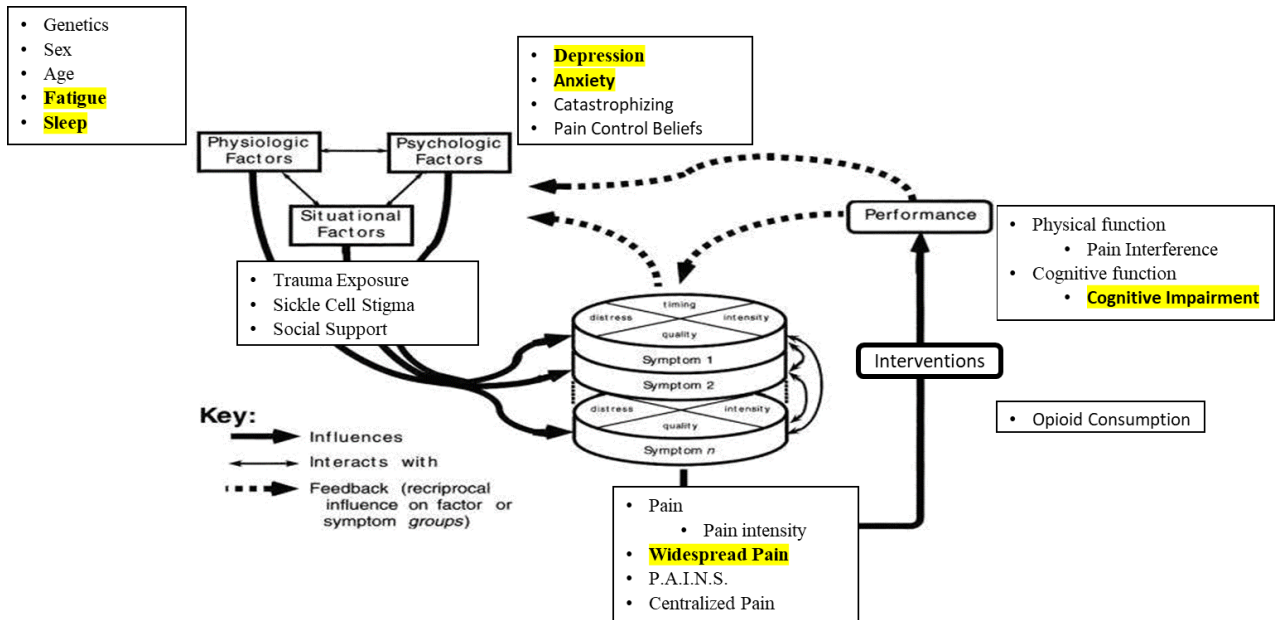 • Genetics
• Sex
• Age
• Fatigue
• Sleep
• Depression
• Anxiety
• Catastrophizing
• Pain Control Beliefs
Physiologic
Factors
Psychologic
Factors
Situational
Factors
• Trauma Exposure
• Sickle Cell Stigma
• Social Support
Performance
• Physical function
• Pain Interference
• Cognitive function
• Cognitive Impairment
timing
distress
intensity
quality
Symptom 1
Symptom 2
distress
intensity
quality
Symptom n
Interventions
• Opioid Consumption
Key:
Influences
Interacts with
Feedback (reciprocal
influence on factor or
symptom groups)
• Pain
• Pain intensity
• Widespread Pain
• P.A.I.N.S.
• Centralized Pain